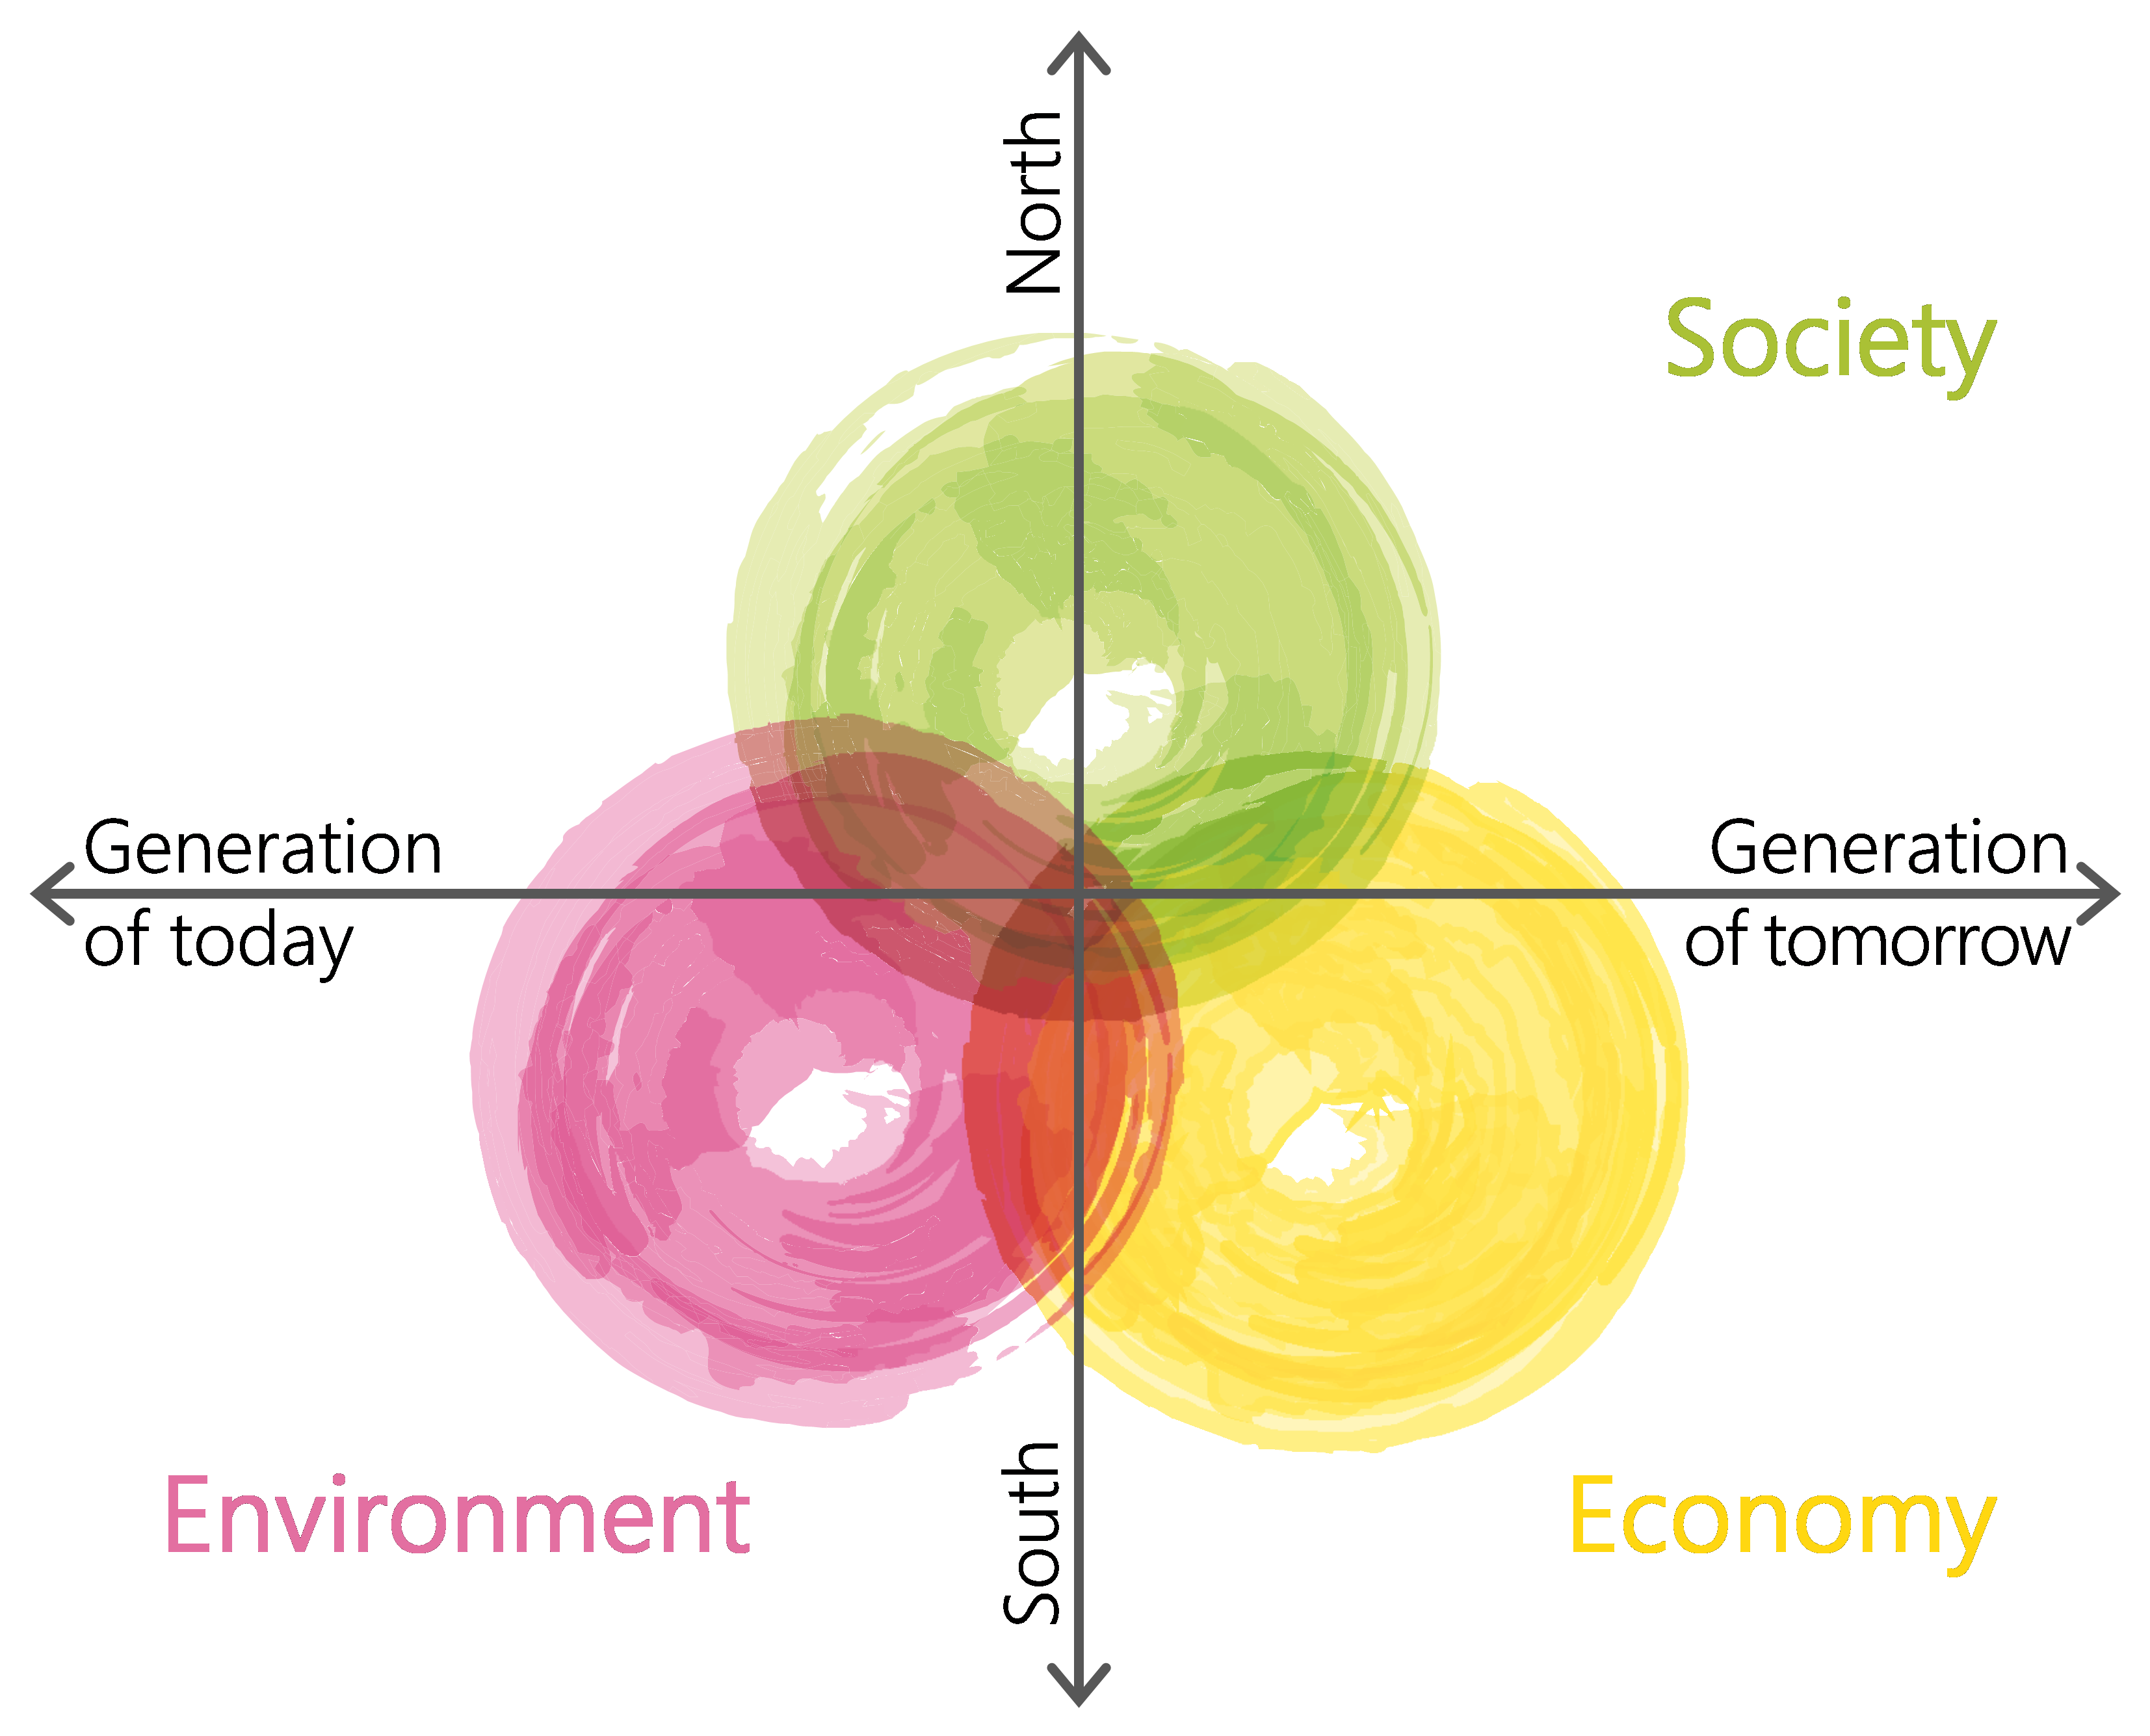 North
Society
Generation
of today
Generation
of tomorrow
South
Environment
Economy